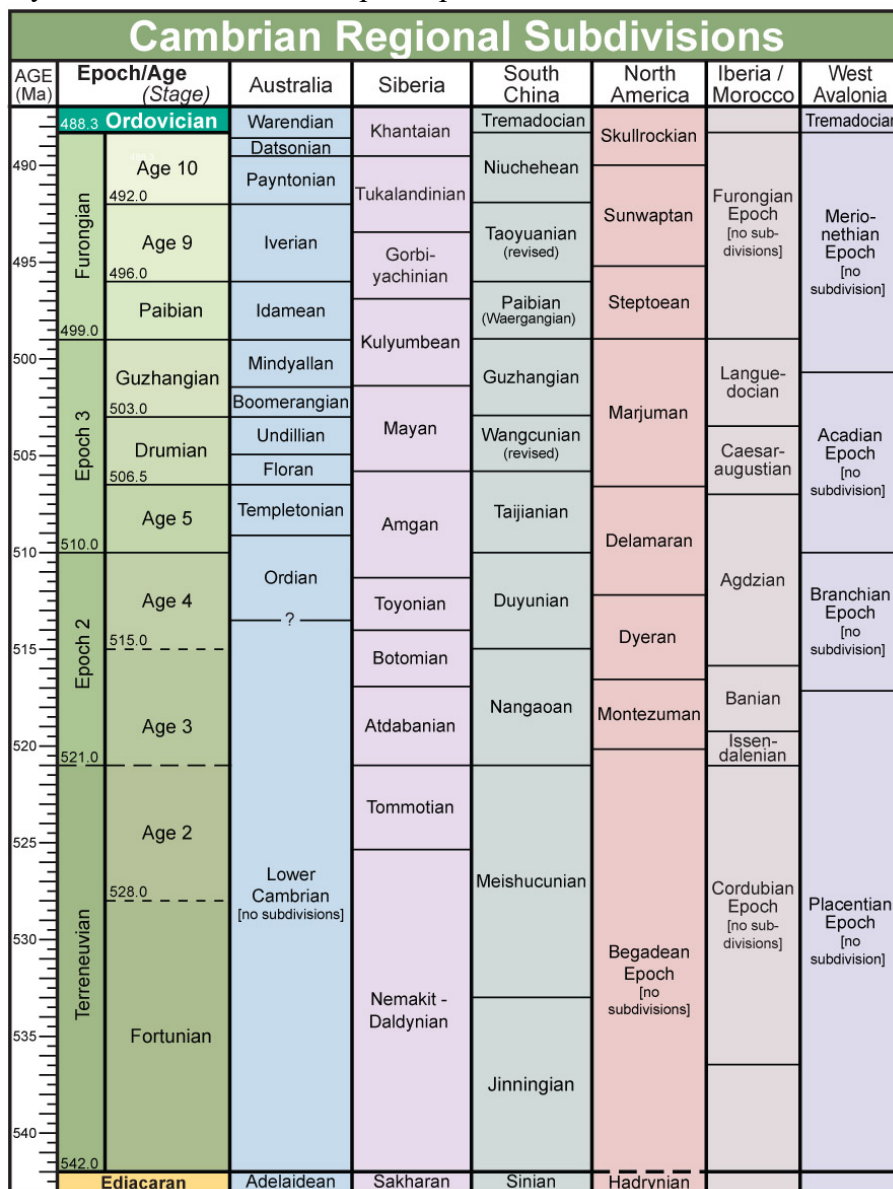 Cambrian Regional Subdivisions
AGE
(Ma)
Epoch/Age
(Stage)
Australia
Siberia
South
China
North
America
Iberia /
Morocco
West
Avalonia
490
495
500
505
510
515
520
525
530
535
540
488.3 Ordovician
Furongian
Age 10
492.0
Age 9
496.0
Paibian
499.0
Epoch 3
Guzhangian
503.0
Drumian
506.5
Age 5
510.0
Epoch 2
Age 4
515.0
Age 3
521.0
Terreneuvian
Age 2
528.0
Fortunian
542.0
Ediacaran
Warendian
Datsonian
Payntonian
Iverian
Idamean
Mindyallan
Boomerangian
Undillian
Floran
Templetonian
Ordian
?
Lower
Cambrian
[no subdivisions]
Adelaidean
Khantaian
Tukalandinian
Gorbi-
yachinian
Kulyumbean
Mayan
Amgan
Toyonian
Botomian
Atdabanian
Tommotian
Nemakit -
Daldynian
Sakharan
Tremadocian
Niuchehean
Taoyuanian
(revised)
Paibian
(Waergangian)
Guzhangian
Wangcunian
(revised)
Taijianian
Duyunian
Nangaoan
Meishucunian
Jinningian
Sinian
Skullrockian
Sunwaptan
Steptoean
Marjuman
Delamaran
Dyeran
Montezuman
Begadean
Epoch
[no
subdivisions]
Hadrynian
Furongian
Epoch
[no sub-
divisions]
Langue-
docian
Caesar-
augustian
Agdzian
Banian
Issen-
dalenian
Cordubian
Epoch
[no sub-
divisions]
Tremadocian
Merio-
nethian
Epoch
[no
subdivision]
Acadian
Epoch
[no
subdivision]
Branchian
Epoch
[no
subdivision]
Placentian
Epoch
[no
subdivision]